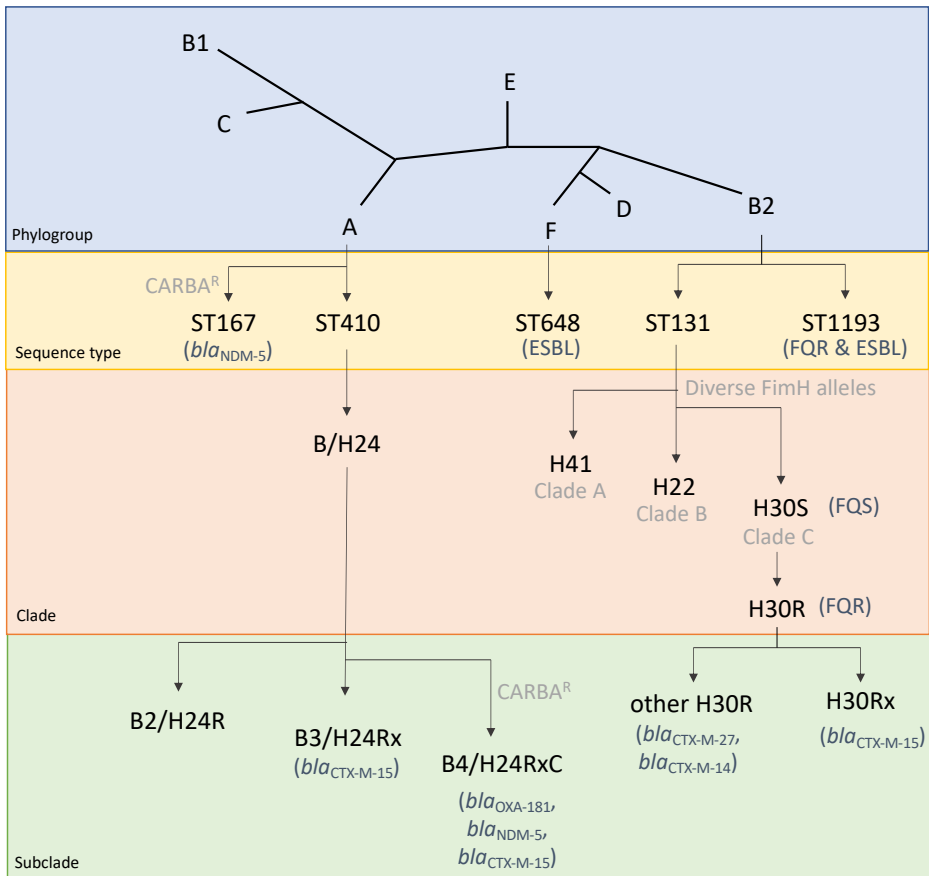 B1
E
C
D
B2
A
F
Phylogroup
CARBA^R
ST167
ST410
ST648
ST131
ST1193
(bla_NDM-5)
(ESBL)
(FQR & ESBL)
Sequence type
Diverse FimH alleles
B/H24
H41
Clade A
H22
Clade B
H30S (FQS)
Clade C
H30R (FQR)
Clade
CARBA^R
B2/H24R
B3/H24Rx
(bla_CTX-M-15)
B4/H24RxC
(bla_OXA-181,
bla_NDM-5,
bla_CTX-M-15)
other H30R
(bla_CTX-M-27,
bla_CTX-M-14)
H30Rx
(bla_CTX-M-15)
Subclade